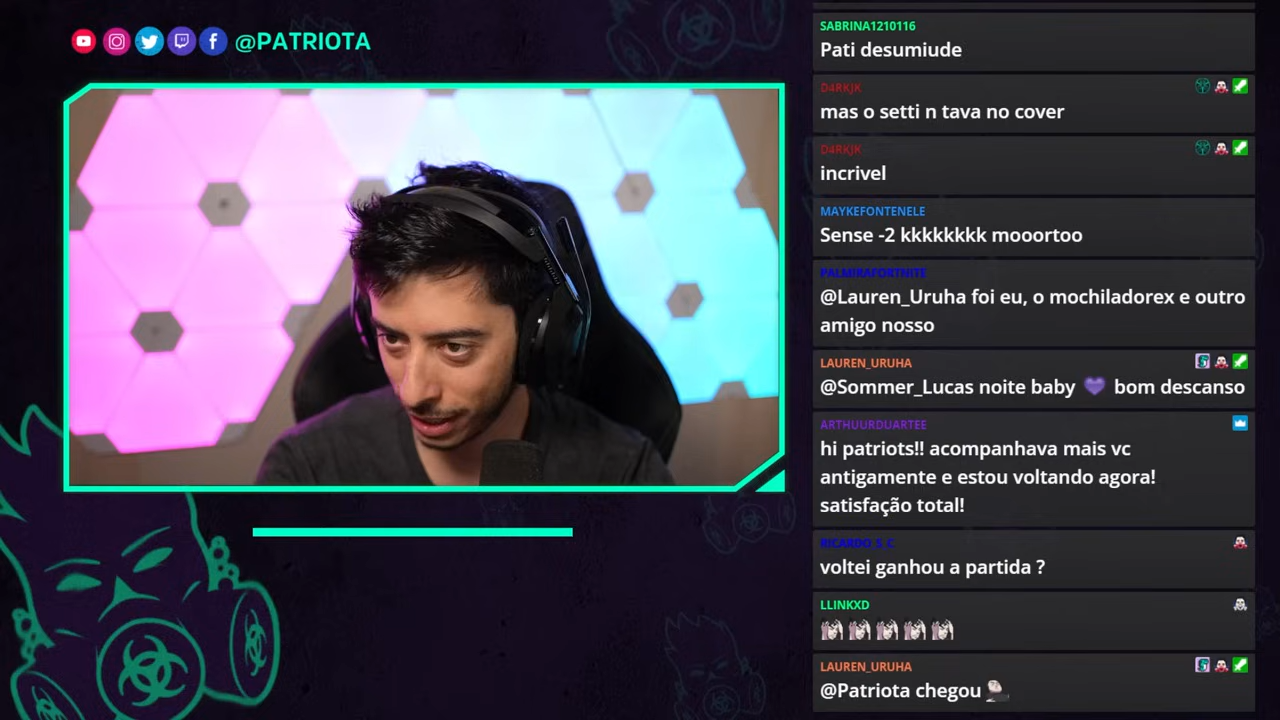 @PATRIOTA
SABRINA1210116
Pati desumiude
D4RKJK
mas o setti n tava no cover
D4RKJK
incrivel
MAYKEFONTENELE
Sense -2 kkkkkkkk mooortoo
PALMIRAFORTNITE
@Lauren_Uruha foi eu, o mochiladorex e outro
amigo nosso
LAUREN_URUHA
@Sommer_Lucas noite baby 💜 bom descanso
ARTHUURDUARTEE
hi patriots!! acompanhava mais vc
antigamente e estou voltando agora!
satisfação total!
RICARDO_S_C
voltei ganhou a partida ?
LLINKXD
LAUREN_URUHA
@Patriota chegou